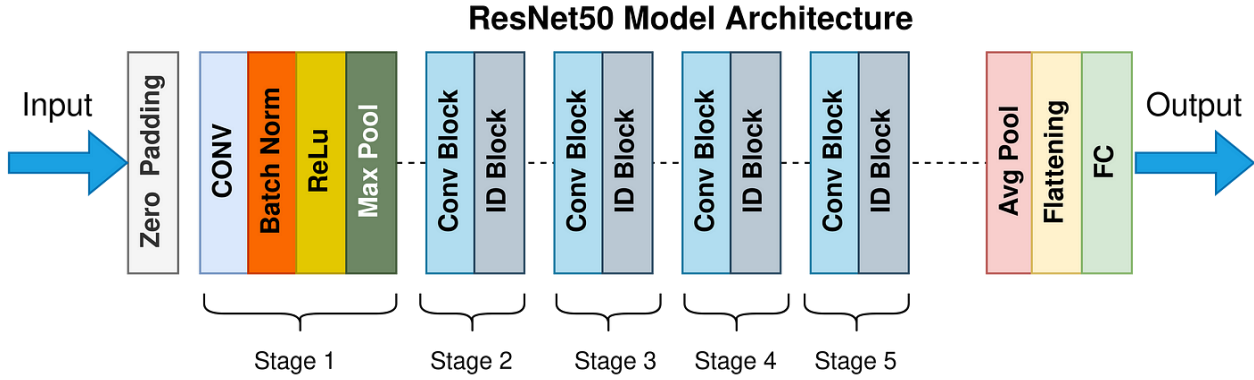 ResNet50 Model Architecture
Input
Zero Padding
CONV
Batch Norm
ReLu
Max Pool
Conv Block
ID Block
Conv Block
ID Block
Conv Block
ID Block
Conv Block
ID Block
Avg Pool
Flattening
FC
Output
Stage 1
Stage 2
Stage 3
Stage 4
Stage 5